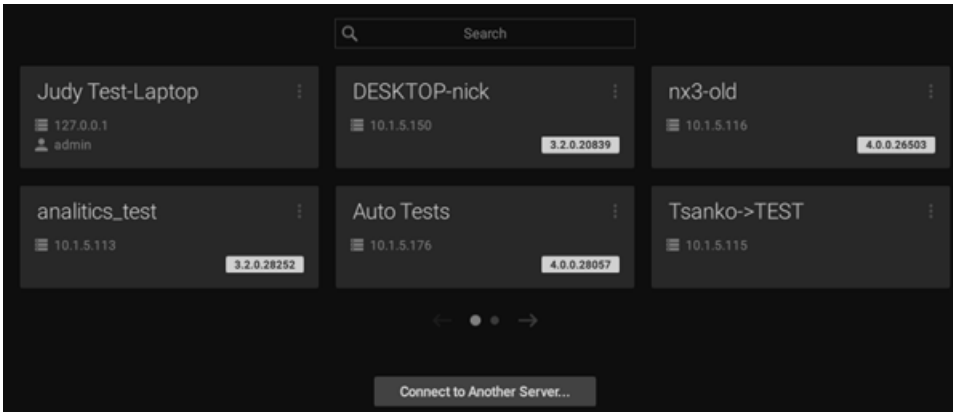 Search
Judy Test-Laptop
127.0.0.1
admin
DESKTOP-nick
10.1.5.150
3.2.0.20839
nx3-old
10.1.5.116
4.0.0.26503
analitics_test
10.1.5.113
3.2.0.28252
Auto Tests
10.1.5.176
4.0.0.28057
Tsanko->TEST
10.1.5.115
Connect to Another Server...